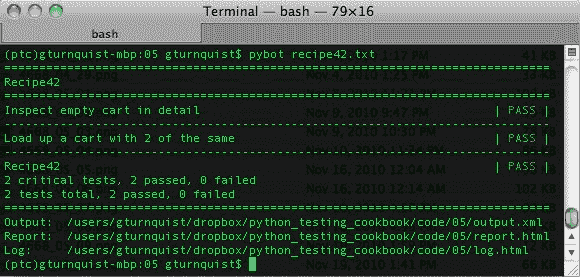 Terminal — bash — 79×16
bash
(ptc)gturnquist-mbp:05 gturnquist$ pybot recipe42.txt
==============================================================================
Recipe42
==============================================================================
Inspect empty cart in detail                                          | PASS |
------------------------------------------------------------------------------
Load up a cart with 2 of the same                                     | PASS |
------------------------------------------------------------------------------
Recipe42                                                              | PASS |
2 critical tests, 2 passed, 0 failed
2 tests total, 2 passed, 0 failed
==============================================================================
Output:  /users/gturnquist/dropbox/python_testing_cookbook/code/05/output.xml
Report:  /users/gturnquist/dropbox/python_testing_cookbook/code/05/report.html
Log:     /users/gturnquist/dropbox/python_testing_cookbook/code/05/log.html
(ptc)gturnquist-mbp:05 gturnquist$